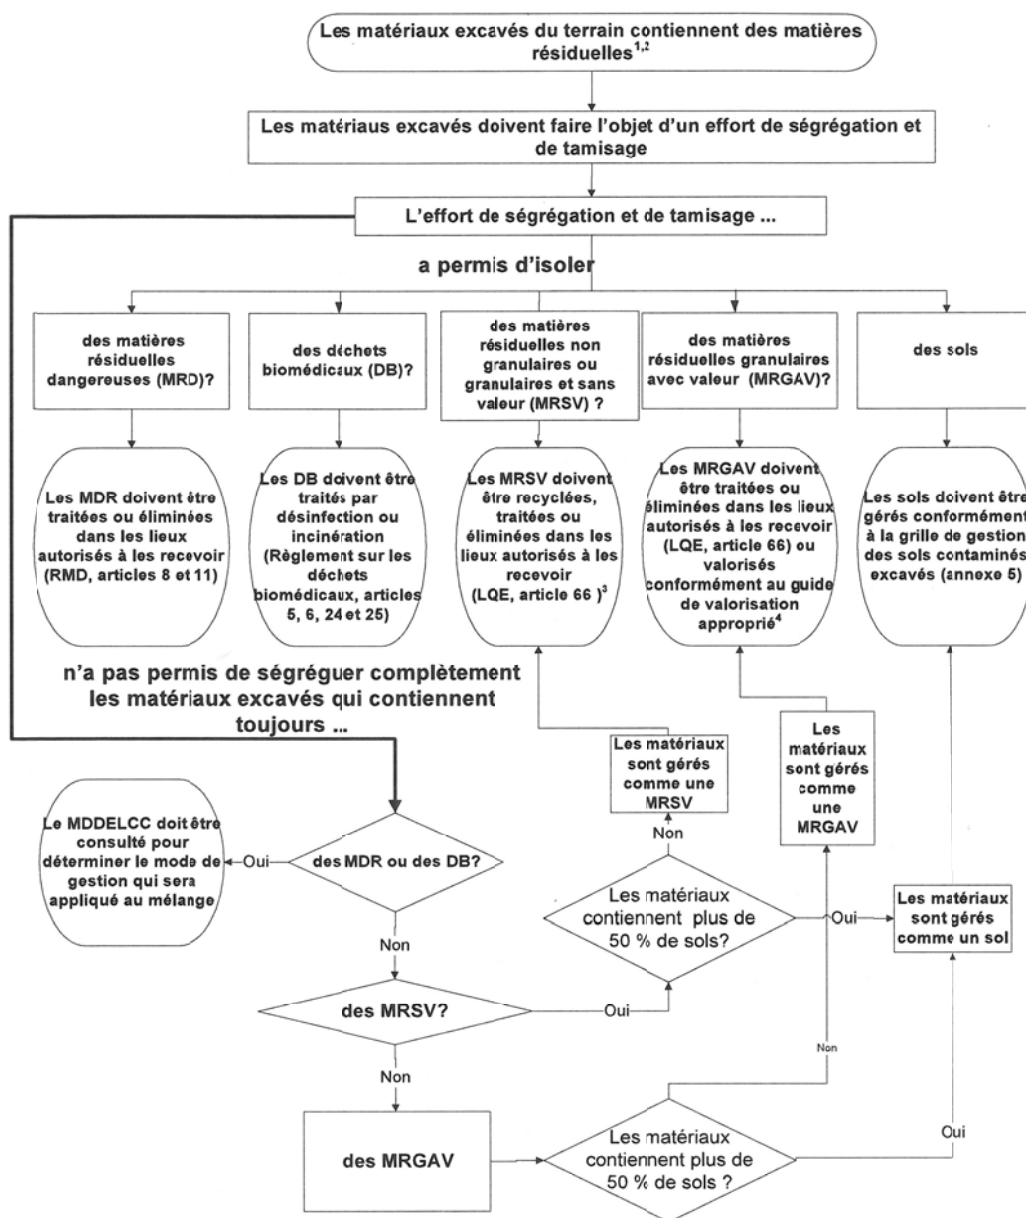 Les matériaux excavés du terrain contiennent des matières
résiduelles1,2
Les matériaus excavés doivent faire l'objet d'un effort de ségrégation et
de tamisage
L'effort de ségrégation et de tamisage ...
a permis d'isoler
des matières
résiduelles
dangereuses (MRD)?
des déchets
biomédicaux (DB)?
des matières
résiduelles non
granulaires ou
granulaires et sans
valeur (MRSV) ?
des matières
résiduelles granulaires
avec valeur (MRGAV)?
des sols
Les MDR doivent être
traitées ou éliminées
dans les lieux
autorisés à les recevoir
(RMD, articles 8 et 11)
Les DB doivent être
traités par
désinfection ou
incinération
(Règlement sur les
déchets
biomédicaux, articles
5, 6, 24 et 25)
Les MRSV doivent
être recyclées,
traitées ou
éliminées dans les
lieux autorisés à les
recevoir
(LQE, article 66 )3
Les MRGAV doivent
être traitées ou
éliminées dans les lieux
autorisés à les recevoir
(LQE, article 66) ou
valorisés
conformément au guide
de valorisation
approprié4
Les sols doivent être
gérés conformément
à la grille de gestion
des sols contaminés
excavés (annexe 5)
n'a pas permis de ségréguer complètement
les matériaux excavés qui contiennent
toujours ...
Les matériaux
sont gérés
comme une
MRSV
Les
matériaux
sont gérés
comme
une
MRGAV
Le MDDELCC doit être
consulté pour
déterminer le mode de
gestion qui sera
appliqué au mélange
Oui
des MDR ou des DB?
Non
Les matériaux
contiennent plus de
50 % de sols?
Oui
Les matériaux
sont gérés
comme un sol
Non
des MRSV?
Oui
Non
Non
des MRGAV
Les matériaux
contiennent plus de
50 % de sols ?
Oui